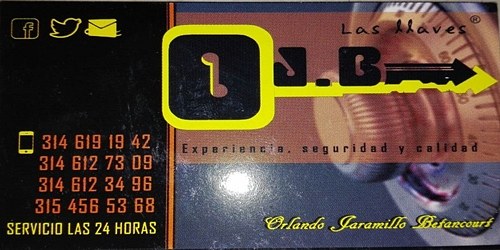 Las llaves®
J.B
Experiencia, seguridad y calidad
314 619 19 42
314 612 73 09
314 612 34 96
315 456 53 68
SERVICIO LAS 24 HORAS
Orlando Jaramillo Betancourt